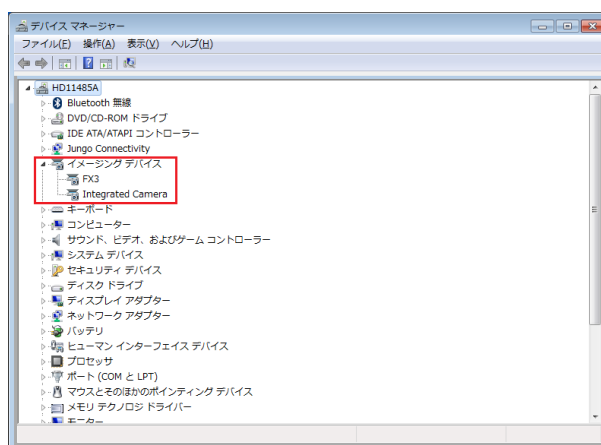 デバイス マネージャー
ファイル(F) 操作(A) 表示(V) ヘルプ(H)
HD11485A
Bluetooth 無線
DVD/CD-ROM ドライブ
IDE ATA/ATAPI コントローラー
Jungo Connectivity
イメージング デバイス
FX3
Integrated Camera
キーボード
コンピューター
サウンド、ビデオ、およびゲーム コントローラー
システム デバイス
セキュリティ デバイス
ディスク ドライブ
ディスプレイ アダプター
ネットワーク アダプター
バッテリ
ヒューマン インターフェイス デバイス
プロセッサ
ポート (COM と LPT)
マウスとそのほかのポインティング デバイス
メモリ テクノロジ ドライバー
モニター